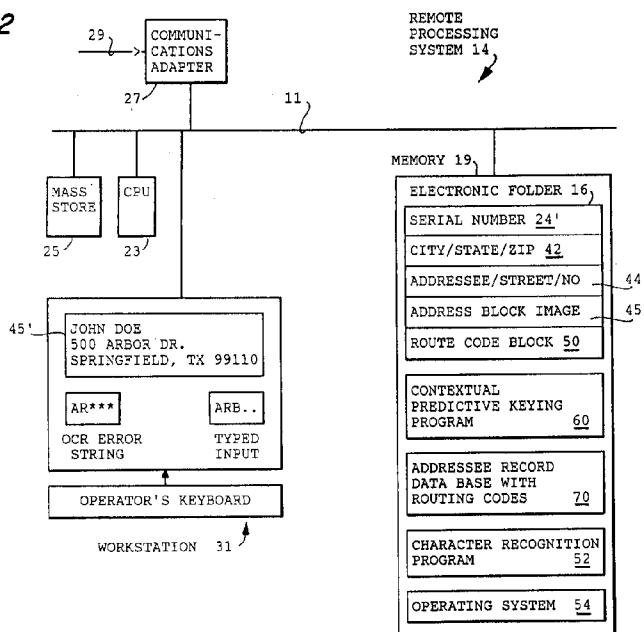 2
29
COMMUNI-
CATIONS
ADAPTER
27
REMOTE
PROCESSING
SYSTEM 14
11
MASS
STORE
25
CPU
23
MEMORY 19
ELECTRONIC FOLDER 16
SERIAL NUMBER 24'
CITY/STATE/ZIP 42
ADDRESSEE/STREET/NO
44
ADDRESS BLOCK IMAGE
45
ROUTE CODE BLOCK 50
45'
JOHN DOE
500 ARBOR DR.
SPRINGFIELD, TX 99110
AR***
OCR ERROR
STRING
ARB..
TYPED
INPUT
OPERATOR'S KEYBOARD
WORKSTATION 31
CONTEXTUAL
PREDICTIVE KEYING
PROGRAM 60
ADDRESSEE RECORD
DATA BASE WITH
ROUTING CODES 70
CHARACTER RECOGNITION
PROGRAM 52
OPERATING SYSTEM 54